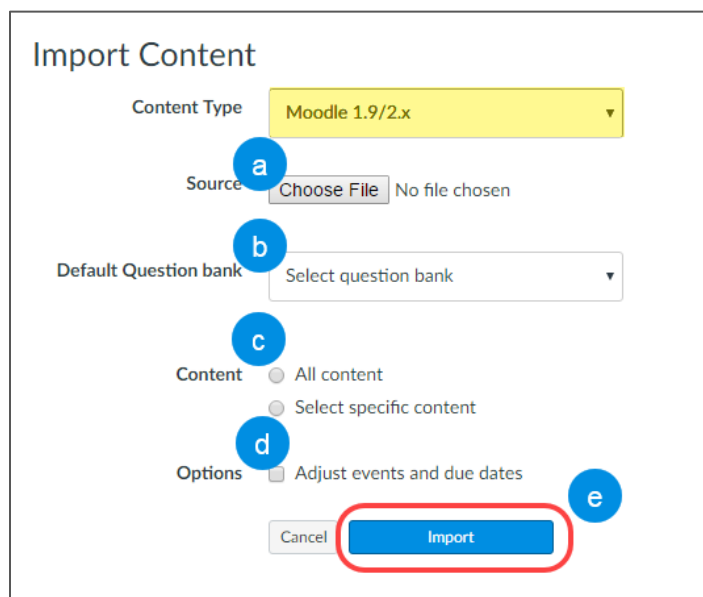 Import Content
Content Type Moodle 1.9/2.x
a
Source Choose File No file chosen
b
Default Question bank Select question bank
c
Content All content
Select specific content
d
Options Adjust events and due dates
e
Cancel Import